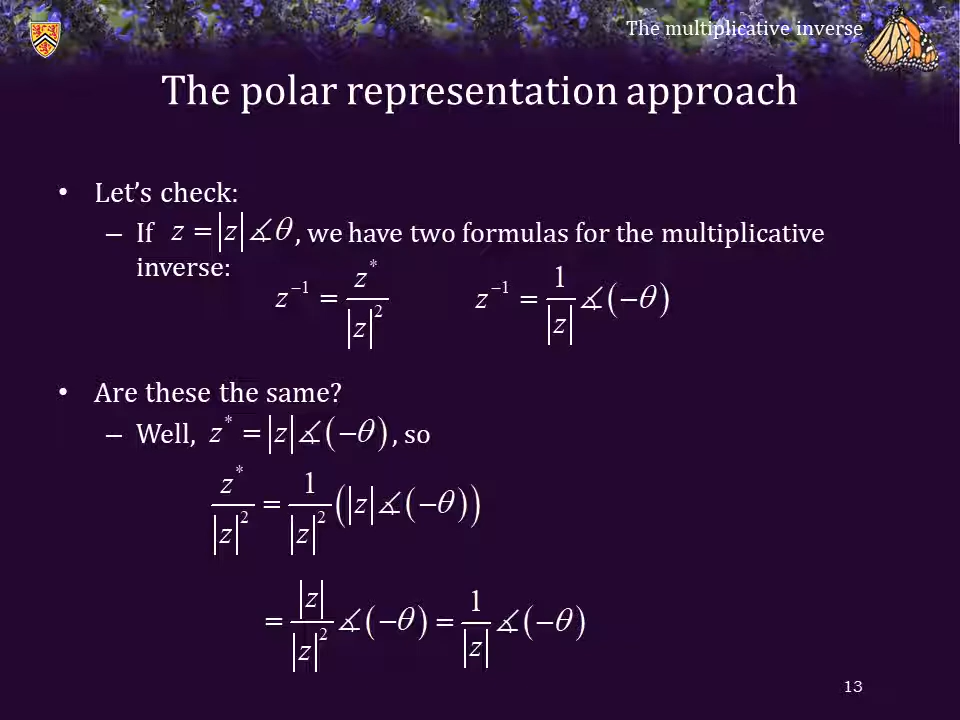 The multiplicative inverse
The polar representation approach
• Let’s check:
– If z = |z| ∡θ, we have two formulas for the multiplicative
inverse:
z⁻¹ = z* / |z|²    z⁻¹ = 1 / |z| ∡(−θ)
• Are these the same?
– Well, z* = |z| ∡(−θ), so
z* / |z|² = 1 / |z|² (|z| ∡(−θ))
= |z| / |z|² ∡(−θ) = 1 / |z| ∡(−θ)
13